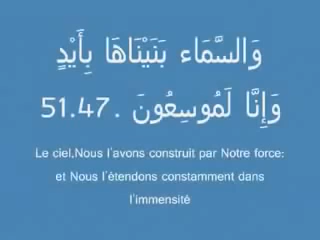 وَالسَّمَاء بَنَيْنَاهَا بِأَيْدٍ
وَإِنَّا لَمُوسِعُونَ . 51.47
Le ciel,Nous l'avons construit par Notre force:
et Nous l'étendons constamment dans
l'immensité